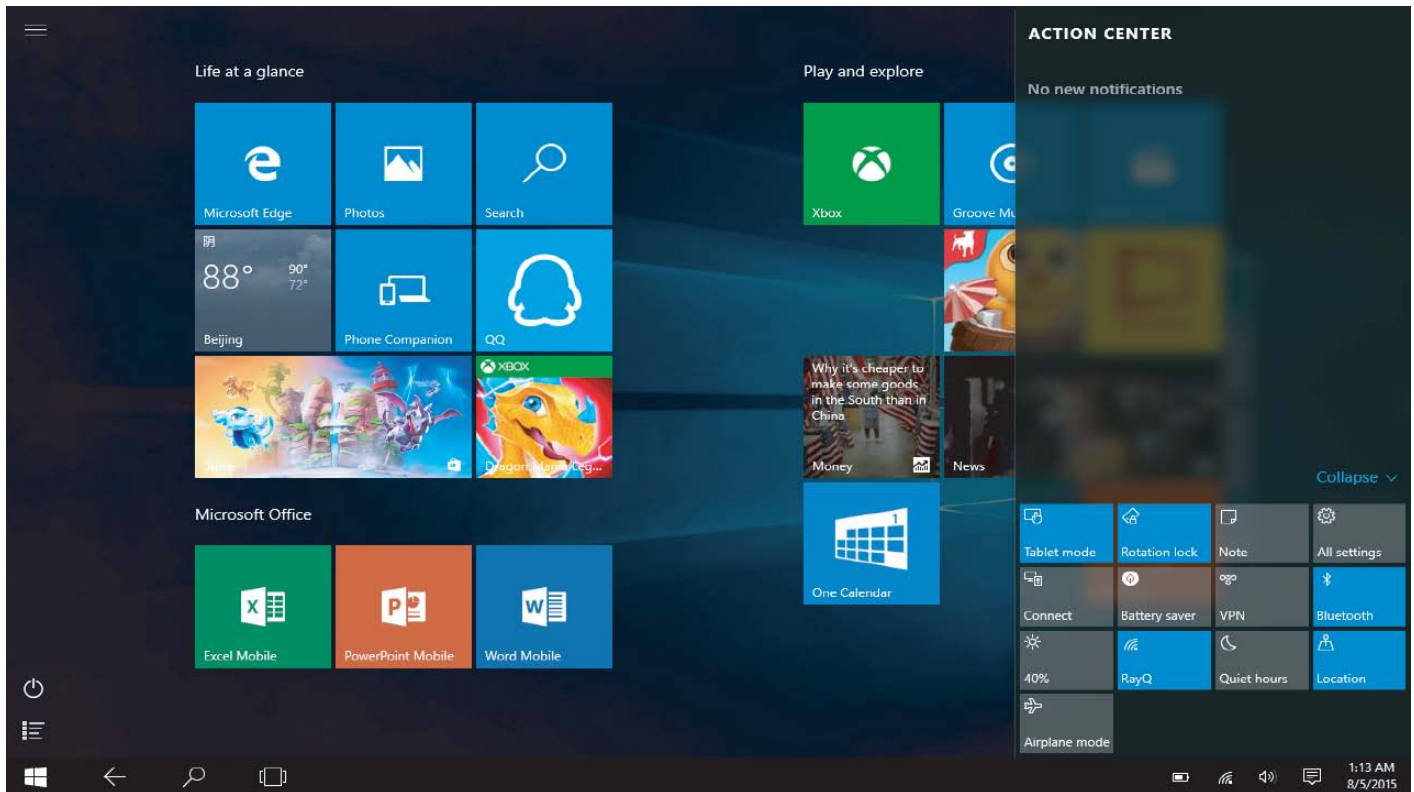 ACTION CENTER
No new notifications
Life at a glance
Microsoft Edge
Photos
Search
阴
88°
90°
72°
Beijing
Phone Companion
QQ
XBOX
Microsoft Office
X
Excel Mobile
P
PowerPoint Mobile
W
Word Mobile
Play and explore
Xbox
Groove Mu
Why it's cheaper to
make some goods
in the South than in
China
Money
News
1
One Calendar
Collapse
Tablet mode
Rotation lock
Note
All settings
Connect
Battery saver
VPN
Bluetooth
40%
RayQ
Quiet hours
Location
Airplane mode
1:13 AM
8/5/2015